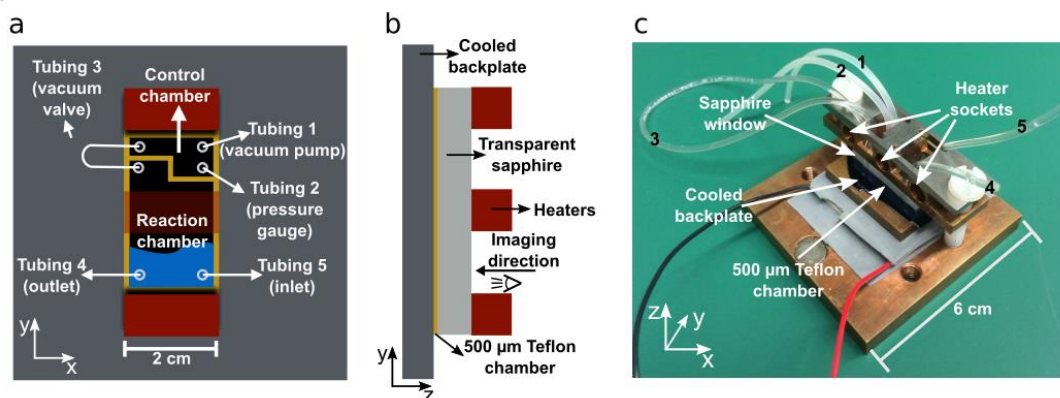 a
Tubing 3
(vacuum
valve)
Control
chamber
Tubing 1
(vacuum pump)
Tubing 2
(pressure
gauge)
Reaction
chamber
Tubing 4
(outlet)
Tubing 5
(inlet)
y
x
2 cm
b
Cooled
backplate
Transparent
sapphire
Heaters
Imaging
direction
500 µm Teflon
chamber
y
z
c
1
2
3
4
5
Sapphire
window
Heater
sockets
Cooled
backplate
500 µm Teflon
chamber
6 cm
z
y
x